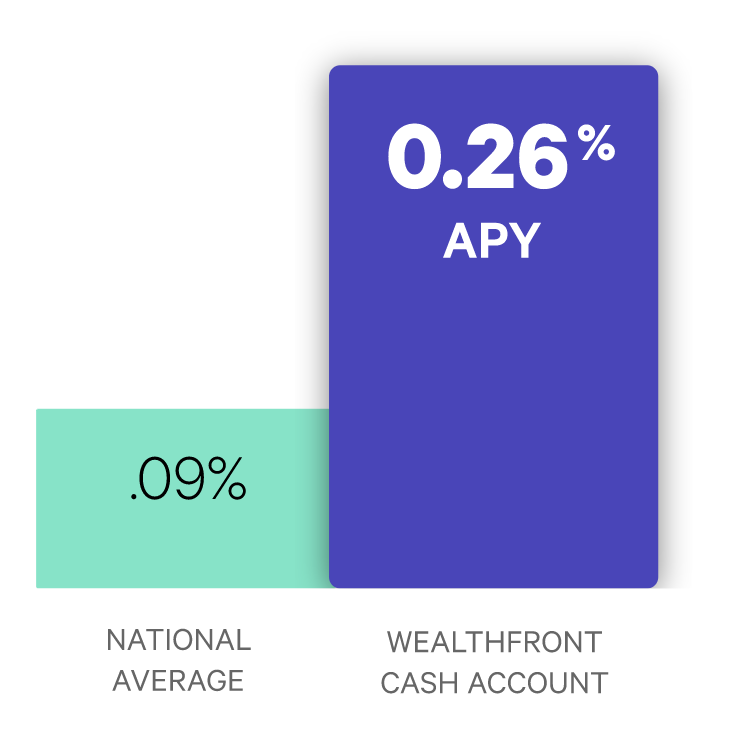 0.26%
APY
.09%
NATIONAL
AVERAGE
WEALTHFRONT
CASH ACCOUNT